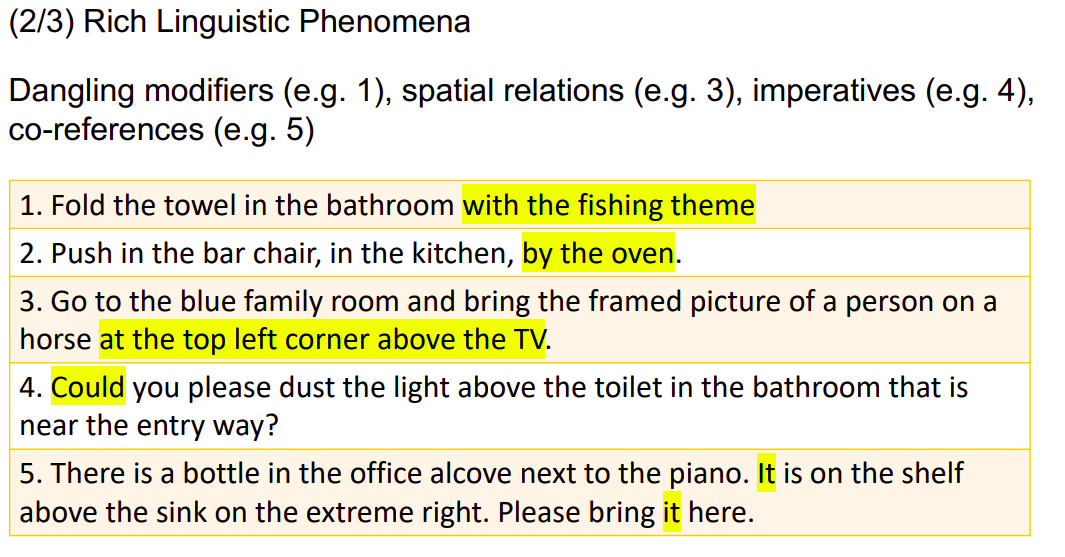 (2/3) Rich Linguistic Phenomena
Dangling modifiers (e.g. 1), spatial relations (e.g. 3), imperatives (e.g. 4),
co-references (e.g. 5)
1. Fold the towel in the bathroom with the fishing theme
2. Push in the bar chair, in the kitchen, by the oven.
3. Go to the blue family room and bring the framed picture of a person on a
horse at the top left corner above the TV.
4. Could you please dust the light above the toilet in the bathroom that is
near the entry way?
5. There is a bottle in the office alcove next to the piano. It is on the shelf
above the sink on the extreme right. Please bring it here.